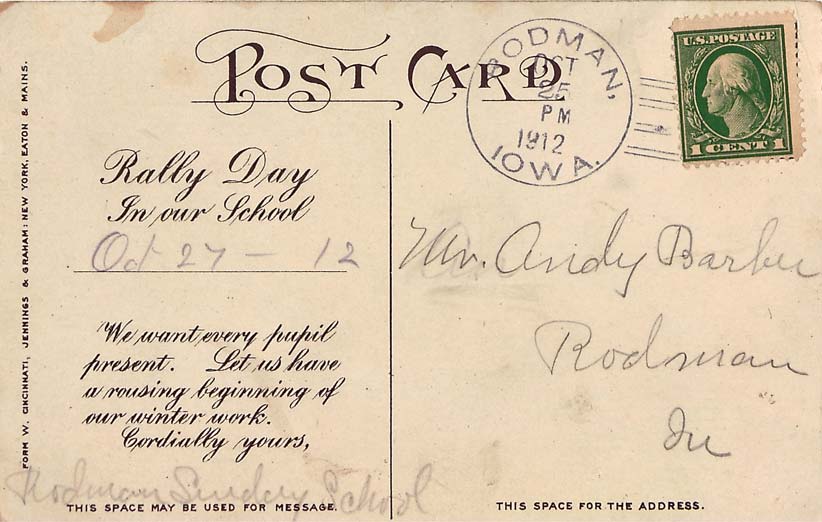 POST CARD
RODMAN,
OCT
25
PM
1912
IOWA.
U.S. POSTAGE
1 CENT 1
FORM W. CINCINNATI, JENNINGS & GRAHAM: NEW YORK, EATON & MAINS.
Rally Day
In our School
Oct 27 - 12
We want every pupil
present. Let us have
a rousing beginning of
our winter work.
Cordially yours,
Rodman Sunday School
THIS SPACE MAY BE USED FOR MESSAGE.
Mr. Andy Barber
Rodman
Ia
THIS SPACE FOR THE ADDRESS.